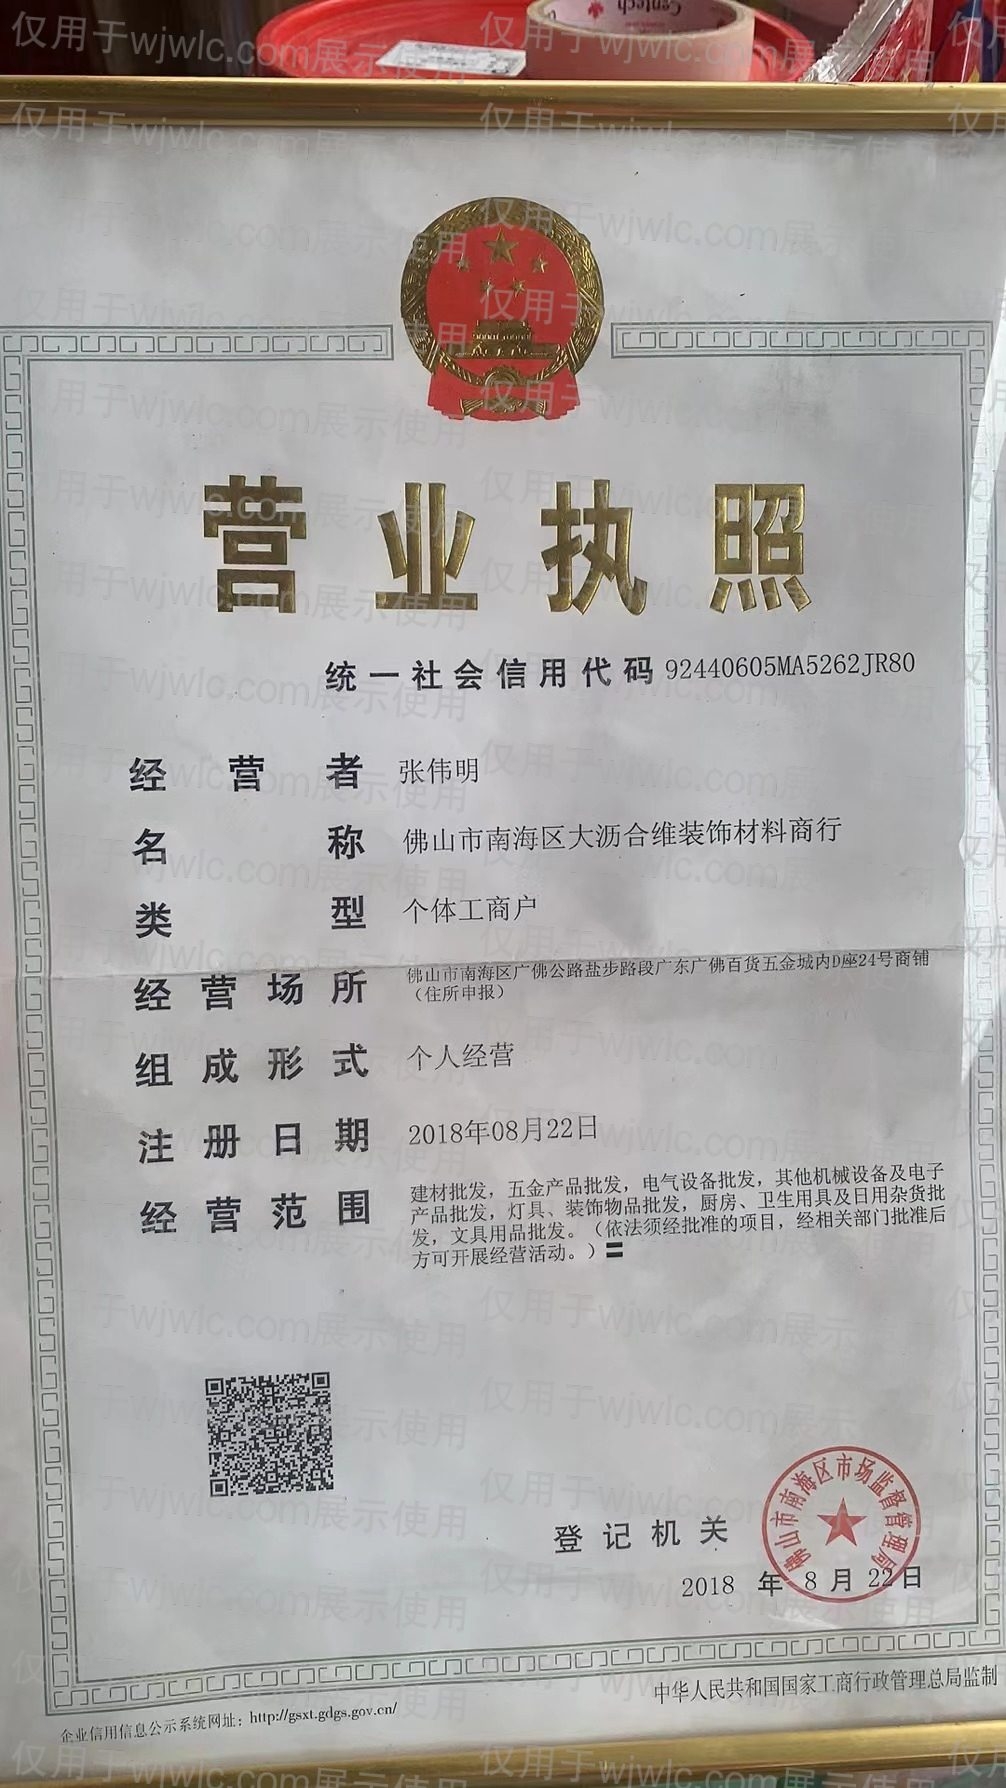 Centech
营业执照
统一社会信用代码 92440605MA5262JR80
经营者 张伟明
名称 佛山市南海区大沥合维装饰材料商行
类型 个体工商户
经营场所 佛山市南海区广佛公路盐步路段广东广佛百货五金城内D座24号商铺
（住所申报）
组成形式 个人经营
注册日期 2018年08月22日
经营范围 建材批发，五金产品批发，电气设备批发，其他机械设备及电子
产品批发，灯具、装饰物品批发，厨房、卫生用具及日用杂货批
发，文具用品批发。（依法须经批准的项目，经相关部门批准后
方可开展经营活动。）〓
佛山市南海区市场监督管理局
登记机关
2018 年 8 月 22 日
企业信用信息公示系统网址：http://gsxt.gdgs.gov.cn/
中华人民共和国国家工商行政管理总局监制
仅用于wjwlc.com展示使用